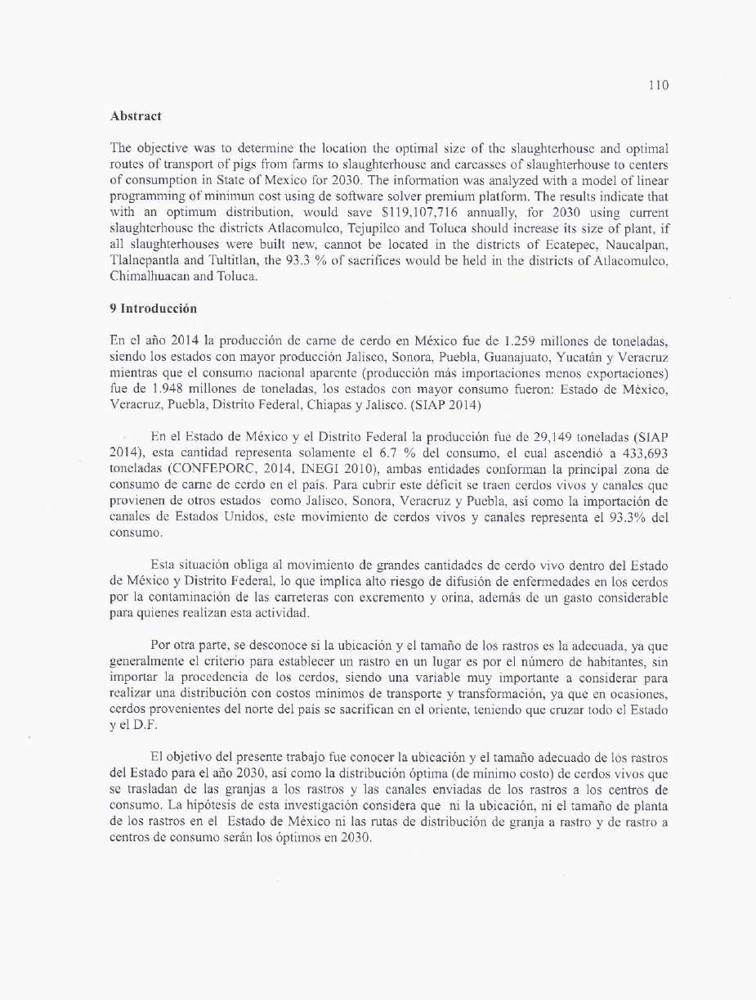 110
Abstract
The objective was to determine the location the optimal size of the slaughterhouse and optimal
routes of transport of pigs from farms to slaughterhouse and carcasses of slaughterhouse to centers
of consumption in State of Mexico for 2030. The information was analyzed with a model of linear
programming of minimun cost using de software solver premium platform. The results indicate that
with an optimum distribution, would save $119,107,716 annually, for 2030 using current
slaughterhouse the districts Atlacomulco, Tejupilco and Toluca should increase its size of plant, if
all slaughterhouses were built new, cannot be located in the districts of Ecatepec, Naucalpan,
Tlalnepantla and Tultitlan, the 93.3 % of sacrifices would be held in the districts of Atlacomulco,
Chimalhuacan and Toluca.
9 Introducción
En el año 2014 la producción de carne de cerdo en México fue de 1.259 millones de toneladas,
siendo los estados con mayor producción Jalisco, Sonora, Puebla, Guanajuato, Yucatán y Veracruz
mientras que el consumo nacional aparente (producción más importaciones menos exportaciones)
fue de 1.948 millones de toneladas, los estados con mayor consumo fueron: Estado de México,
Veracruz, Puebla, Distrito Federal, Chiapas y Jalisco. (SIAP 2014)
En el Estado de México y el Distrito Federal la producción fue de 29,149 toneladas (SIAP
2014), esta cantidad representa solamente el 6.7 % del consumo, el cual ascendió a 433,693
toneladas (CONFEPORC, 2014, INEGI 2010), ambas entidades conforman la principal zona de
consumo de carne de cerdo en el país. Para cubrir este déficit se traen cerdos vivos y canales que
provienen de otros estados como Jalisco, Sonora, Veracruz y Puebla, así como la importación de
canales de Estados Unidos, este movimiento de cerdos vivos y canales representa el 93.3% del
consumo.
Esta situación obliga al movimiento de grandes cantidades de cerdo vivo dentro del Estado
de México y Distrito Federal, lo que implica alto riesgo de difusión de enfermedades en los cerdos
por la contaminación de las carreteras con excremento y orina, además de un gasto considerable
para quienes realizan esta actividad.
Por otra parte, se desconoce si la ubicación y el tamaño de los rastros es la adecuada, ya que
generalmente el criterio para establecer un rastro en un lugar es por el número de habitantes, sin
importar la procedencia de los cerdos, siendo una variable muy importante a considerar para
realizar una distribución con costos mínimos de transporte y transformación, ya que en ocasiones,
cerdos provenientes del norte del país se sacrifican en el oriente, teniendo que cruzar todo el Estado
y el D.F.
El objetivo del presente trabajo fue conocer la ubicación y el tamaño adecuado de los rastros
del Estado para el año 2030, así como la distribución óptima (de mínimo costo) de cerdos vivos que
se trasladan de las granjas a los rastros y las canales enviadas de los rastros a los centros de
consumo. La hipótesis de esta investigación considera que ni la ubicación, ni el tamaño de planta
de los rastros en el Estado de México ni las rutas de distribución de granja a rastro y de rastro a
centros de consumo serán los óptimos en 2030.